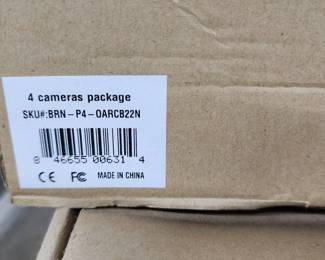 4 cameras package
SKU#:BRN-P4-OARCB22N
8 46655 00631 4
CE FC MADE IN CHINA